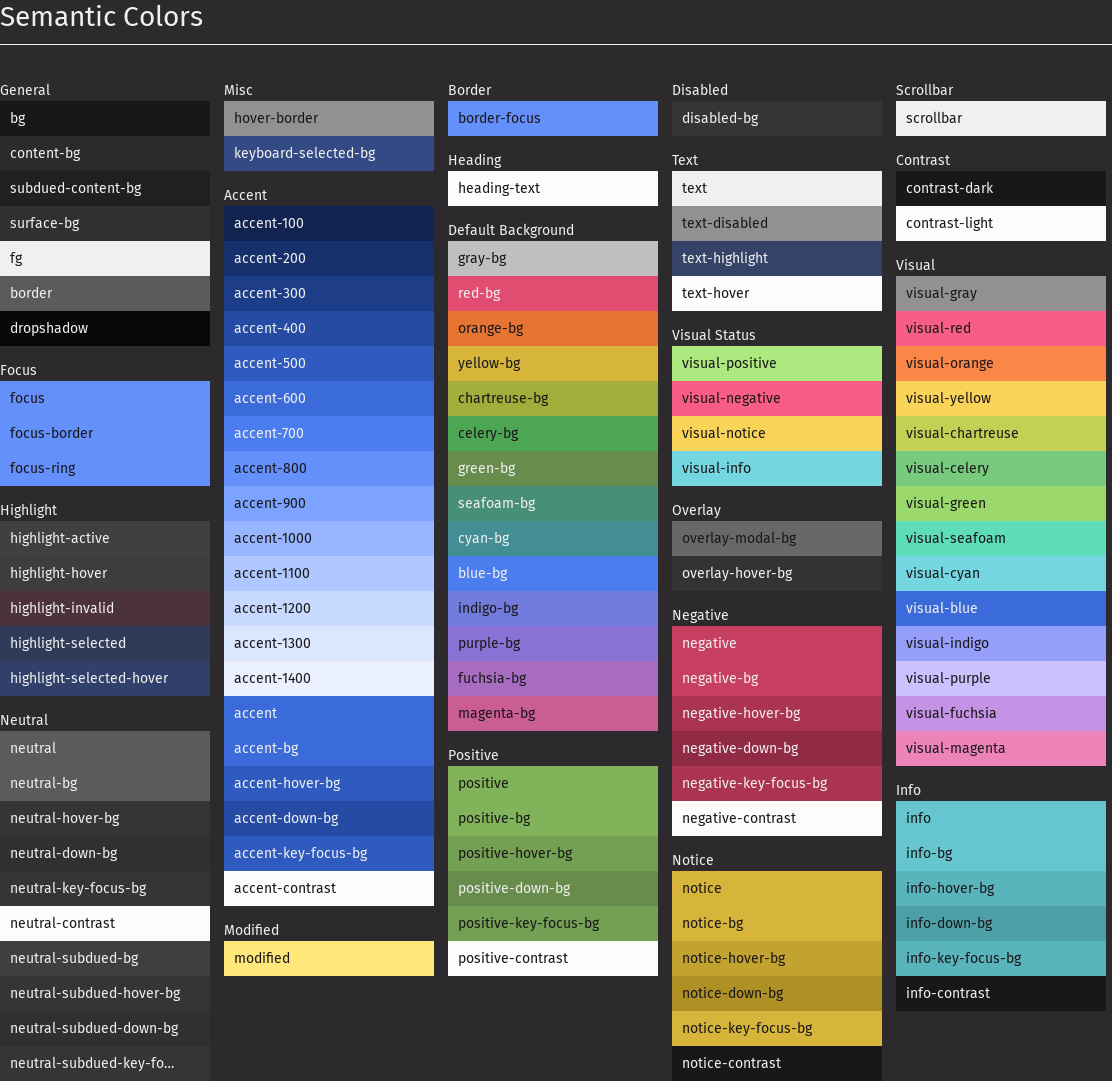 Semantic Colors
General
bg
content-bg
subdued-content-bg
surface-bg
fg
border
dropshadow
Focus
focus
focus-border
focus-ring
Highlight
highlight-active
highlight-hover
highlight-invalid
highlight-selected
highlight-selected-hover
Neutral
neutral
neutral-bg
neutral-hover-bg
neutral-down-bg
neutral-key-focus-bg
neutral-contrast
neutral-subdued-bg
neutral-subdued-hover-bg
neutral-subdued-down-bg
neutral-subdued-key-fo...
Misc
hover-border
keyboard-selected-bg
Accent
accent-100
accent-200
accent-300
accent-400
accent-500
accent-600
accent-700
accent-800
accent-900
accent-1000
accent-1100
accent-1200
accent-1300
accent-1400
accent
accent-bg
accent-hover-bg
accent-down-bg
accent-key-focus-bg
accent-contrast
Modified
modified
Border
border-focus
Heading
heading-text
Default Background
gray-bg
red-bg
orange-bg
yellow-bg
chartreuse-bg
celery-bg
green-bg
seafoam-bg
cyan-bg
blue-bg
indigo-bg
purple-bg
fuchsia-bg
magenta-bg
Positive
positive
positive-bg
positive-hover-bg
positive-down-bg
positive-key-focus-bg
positive-contrast
Disabled
disabled-bg
Text
text
text-disabled
text-highlight
text-hover
Visual Status
visual-positive
visual-negative
visual-notice
visual-info
Overlay
overlay-modal-bg
overlay-hover-bg
Negative
negative
negative-bg
negative-hover-bg
negative-down-bg
negative-key-focus-bg
negative-contrast
Notice
notice
notice-bg
notice-hover-bg
notice-down-bg
notice-key-focus-bg
notice-contrast
Scrollbar
scrollbar
Contrast
contrast-dark
contrast-light
Visual
visual-gray
visual-red
visual-orange
visual-yellow
visual-chartreuse
visual-celery
visual-green
visual-seafoam
visual-cyan
visual-blue
visual-indigo
visual-purple
visual-fuchsia
visual-magenta
Info
info
info-bg
info-hover-bg
info-down-bg
info-key-focus-bg
info-contrast